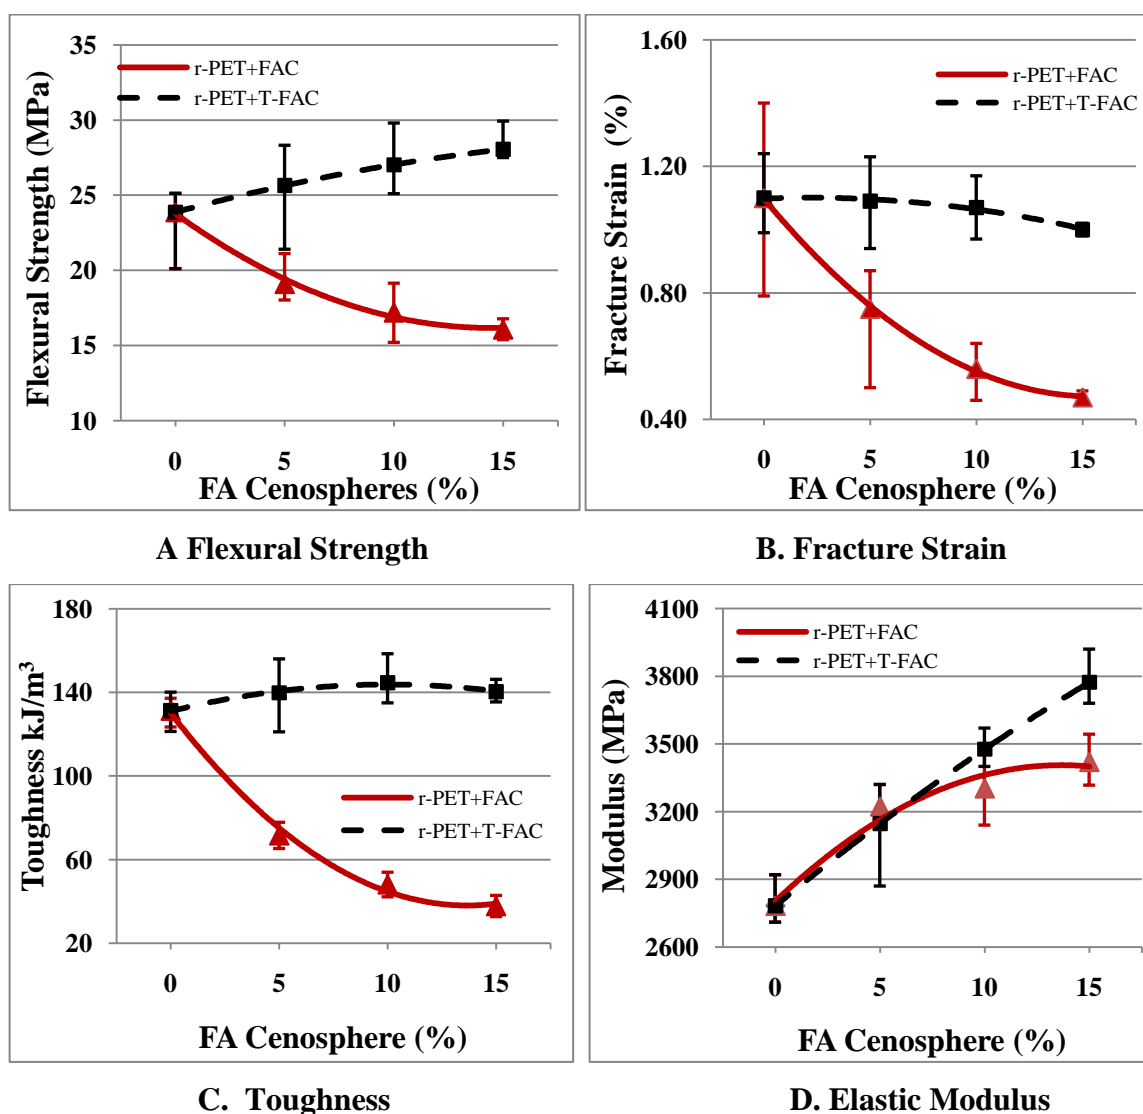 35
30
25
20
15
10
Flexural Strength (MPa)
r-PET+FAC
r-PET+T-FAC
0 5 10 15
FA Cenospheres (%)
A Flexural Strength
1.60
1.20
0.80
0.40
Fracture Strain (%)
r-PET+FAC
r-PET+T-FAC
0 5 10 15
FA Cenosphere (%)
B. Fracture Strain
180
140
100
60
20
Toughness kJ/m³
r-PET+FAC
r-PET+T-FAC
0 5 10 15
FA Cenosphere (%)
C. Toughness
4100
3800
3500
3200
2900
2600
Modulus (MPa)
r-PET+FAC
r-PET+T-FAC
0 5 10 15
FA Cenosphere (%)
D. Elastic Modulus